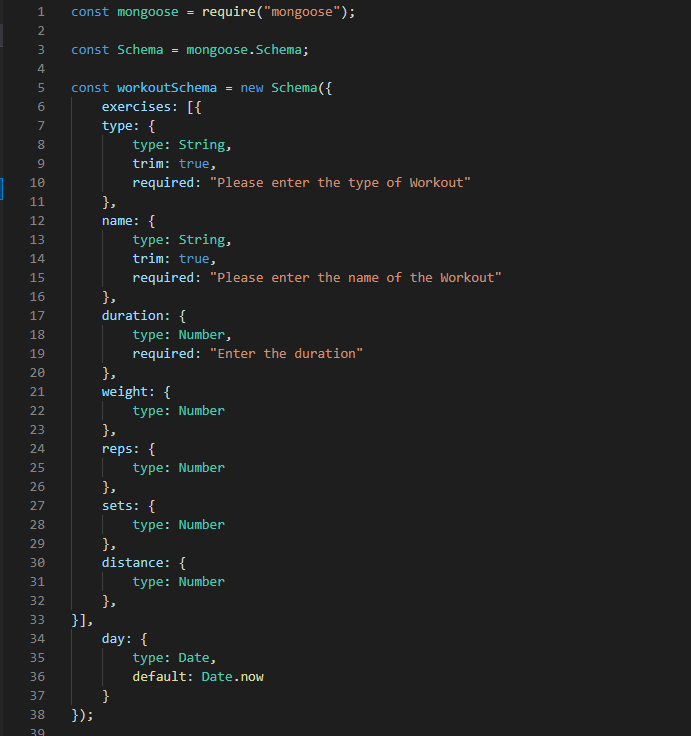 1 const mongoose = require("mongoose");
2
3 const Schema = mongoose.Schema;
4
5 const workoutSchema = new Schema({
6     exercises: [{
7     type: {
8         type: String,
9         trim: true,
10         required: "Please enter the type of Workout"
11     },
12     name: {
13         type: String,
14         trim: true,
15         required: "Please enter the name of the Workout"
16     },
17     duration: {
18         type: Number,
19         required: "Enter the duration"
20     },
21     weight: {
22         type: Number
23     },
24     reps: {
25         type: Number
26     },
27     sets: {
28         type: Number
29     },
30     distance: {
31         type: Number
32     },
33 }],
34     day: {
35         type: Date,
36         default: Date.now
37     }
38 });
39